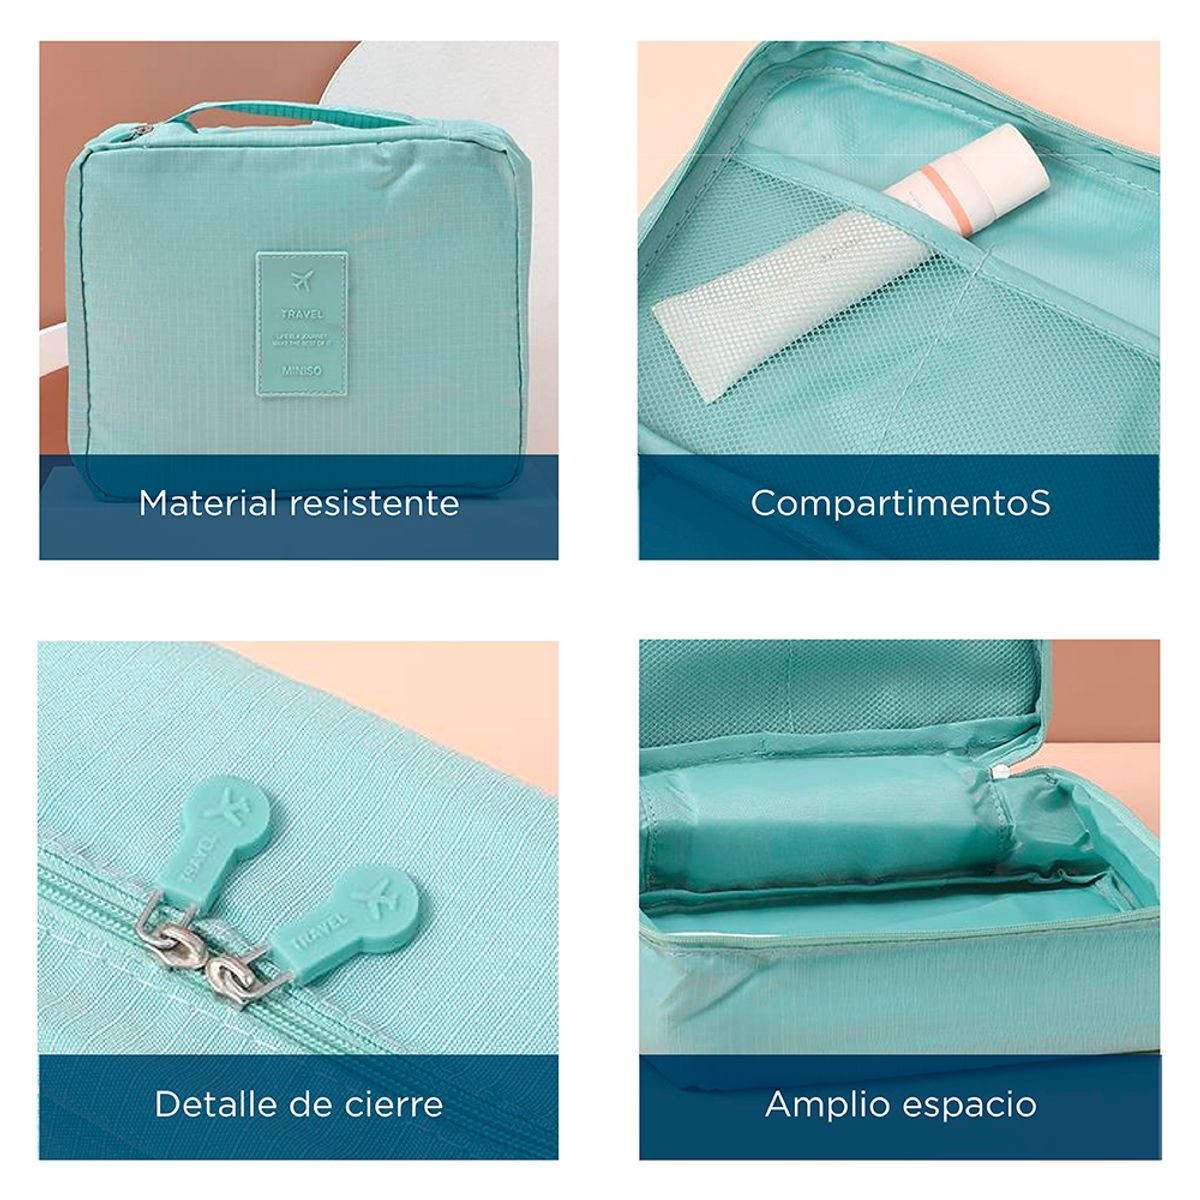 TRAVEL
LIFE IS A JOURNEY
MAKE THE BEST OF IT
MINISO
Material resistente
CompartimentoS
TRAVEL
TRAVEL
Detalle de cierre
Amplio espacio